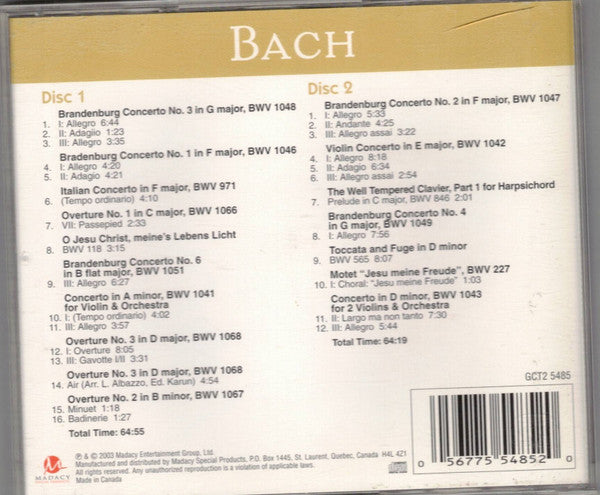 BACH
Disc 1
Brandenburg Concerto No. 3 in G major, BWV 1048
1. I: Allegro 6:44
2. II: Adagiio 1:23
3. III: Allegro 3:35
Bradenburg Concerto No. 1 in F major, BWV 1046
4. I: Allegro 4:20
5. II: Adagio 4:21
Italian Concerto in F major, BWV 971
6. (Tempo ordinario) 4:10
Overture No. 1 in C major, BWV 1066
7. VII: Passepied 2:33
O Jesu Christ, meine's Lebens Licht
8. BWV 118 3:15
Brandenburg Concerto No. 6
in B flat major, BWV 1051
9. III: Allegro 6:27
Concerto in A minor, BWV 1041
for Violin & Orchestra
10. I: (Tempo ordinario) 4:02
11. III: Allegro 3:57
Overture No. 3 in D major, BWV 1068
12. I: Overture 8:05
13. III: Gavotte I/II 3:31
Overture No. 3 in D major, BWV 1068
14. Air (Arr. L. Albazzo, Ed. Karun) 4:54
Overture No. 2 in B minor, BWV 1067
15. Minuet 1:18
16. Badinerie 1:27
Total Time: 64:55
Disc 2
Brandenburg Concerto No. 2 in F major, BWV 1047
1. I: Allegro 5:33
2. II: Andante 4:25
3. III: Allegro assai 3:22
Violin Concerto in E major, BWV 1042
4. I: Allegro 8:18
5. II: Adagio 6:34
6. III: Allegro assai 2:54
The Well Tempered Clavier, Part 1 for Harpsichord
7. Prelude in C major, BWV 846 2:01
Brandenburg Concerto No. 4
in G major, BWV 1049
8. I: Allegro 7:56
Toccata and Fuge in D minor
9. BWV 565 8:07
Motet "Jesu meine Freude", BWV 227
10. I: Choral: "Jesu meine Freude" 1:03
Concerto in D minor, BWV 1043
for 2 Violins & Orchestra
11. II: Largo ma non tanto 7:30
12. III: Allegro 5:44
Total Time: 64:19
GCT2 5485
0 56775 54852 0
MADACY
℗ & © 2003 Madacy Entertainment Group, Ltd.
Manufactured and distributed by Madacy Special Products, P.O. Box 1445, St. Laurent, Quebec, Canada H4L 4Z1
All rights reserved. Any unauthorized reproduction is a violation of applicable laws.
Made in Canada